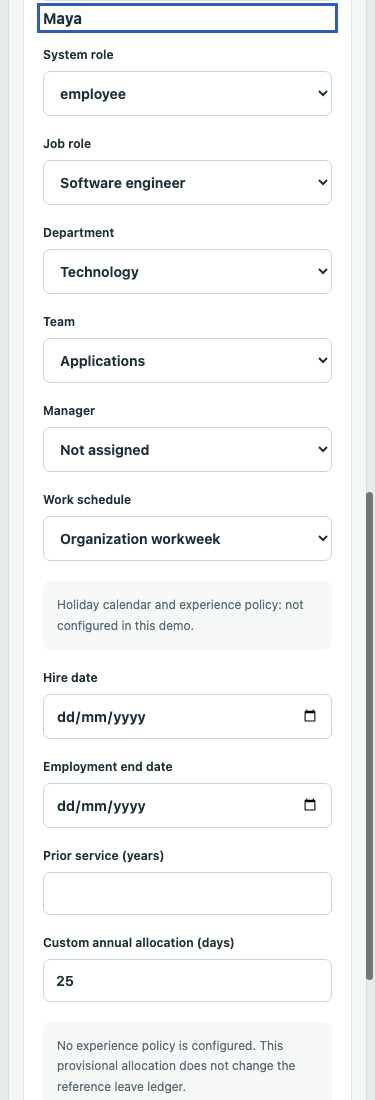 Maya
System role
employee
Job role
Software engineer
Department
Technology
Team
Applications
Manager
Not assigned
Work schedule
Organization workweek
Holiday calendar and experience policy: not
configured in this demo.
Hire date
dd/mm/yyyy
Employment end date
dd/mm/yyyy
Prior service (years)
Custom annual allocation (days)
25
No experience policy is configured. This
provisional allocation does not change the
reference leave ledger.